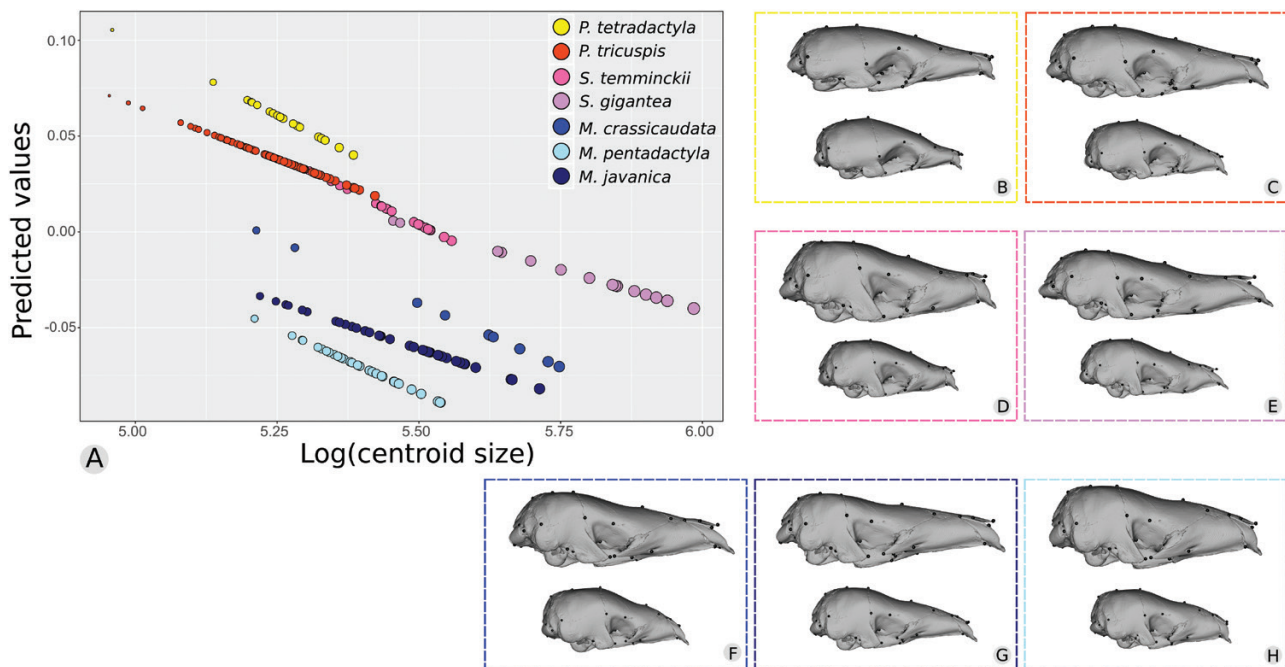 Predicted values
0.10
0.05
0.00
-0.05
5.00
5.25
5.50
5.75
6.00
Log(centroid size)
P. tetradactyla
P. tricuspis
S. temminckii
S. gigantea
M. crassicaudata
M. pentadactyla
M. javanica
A
B
C
D
E
F
G
H